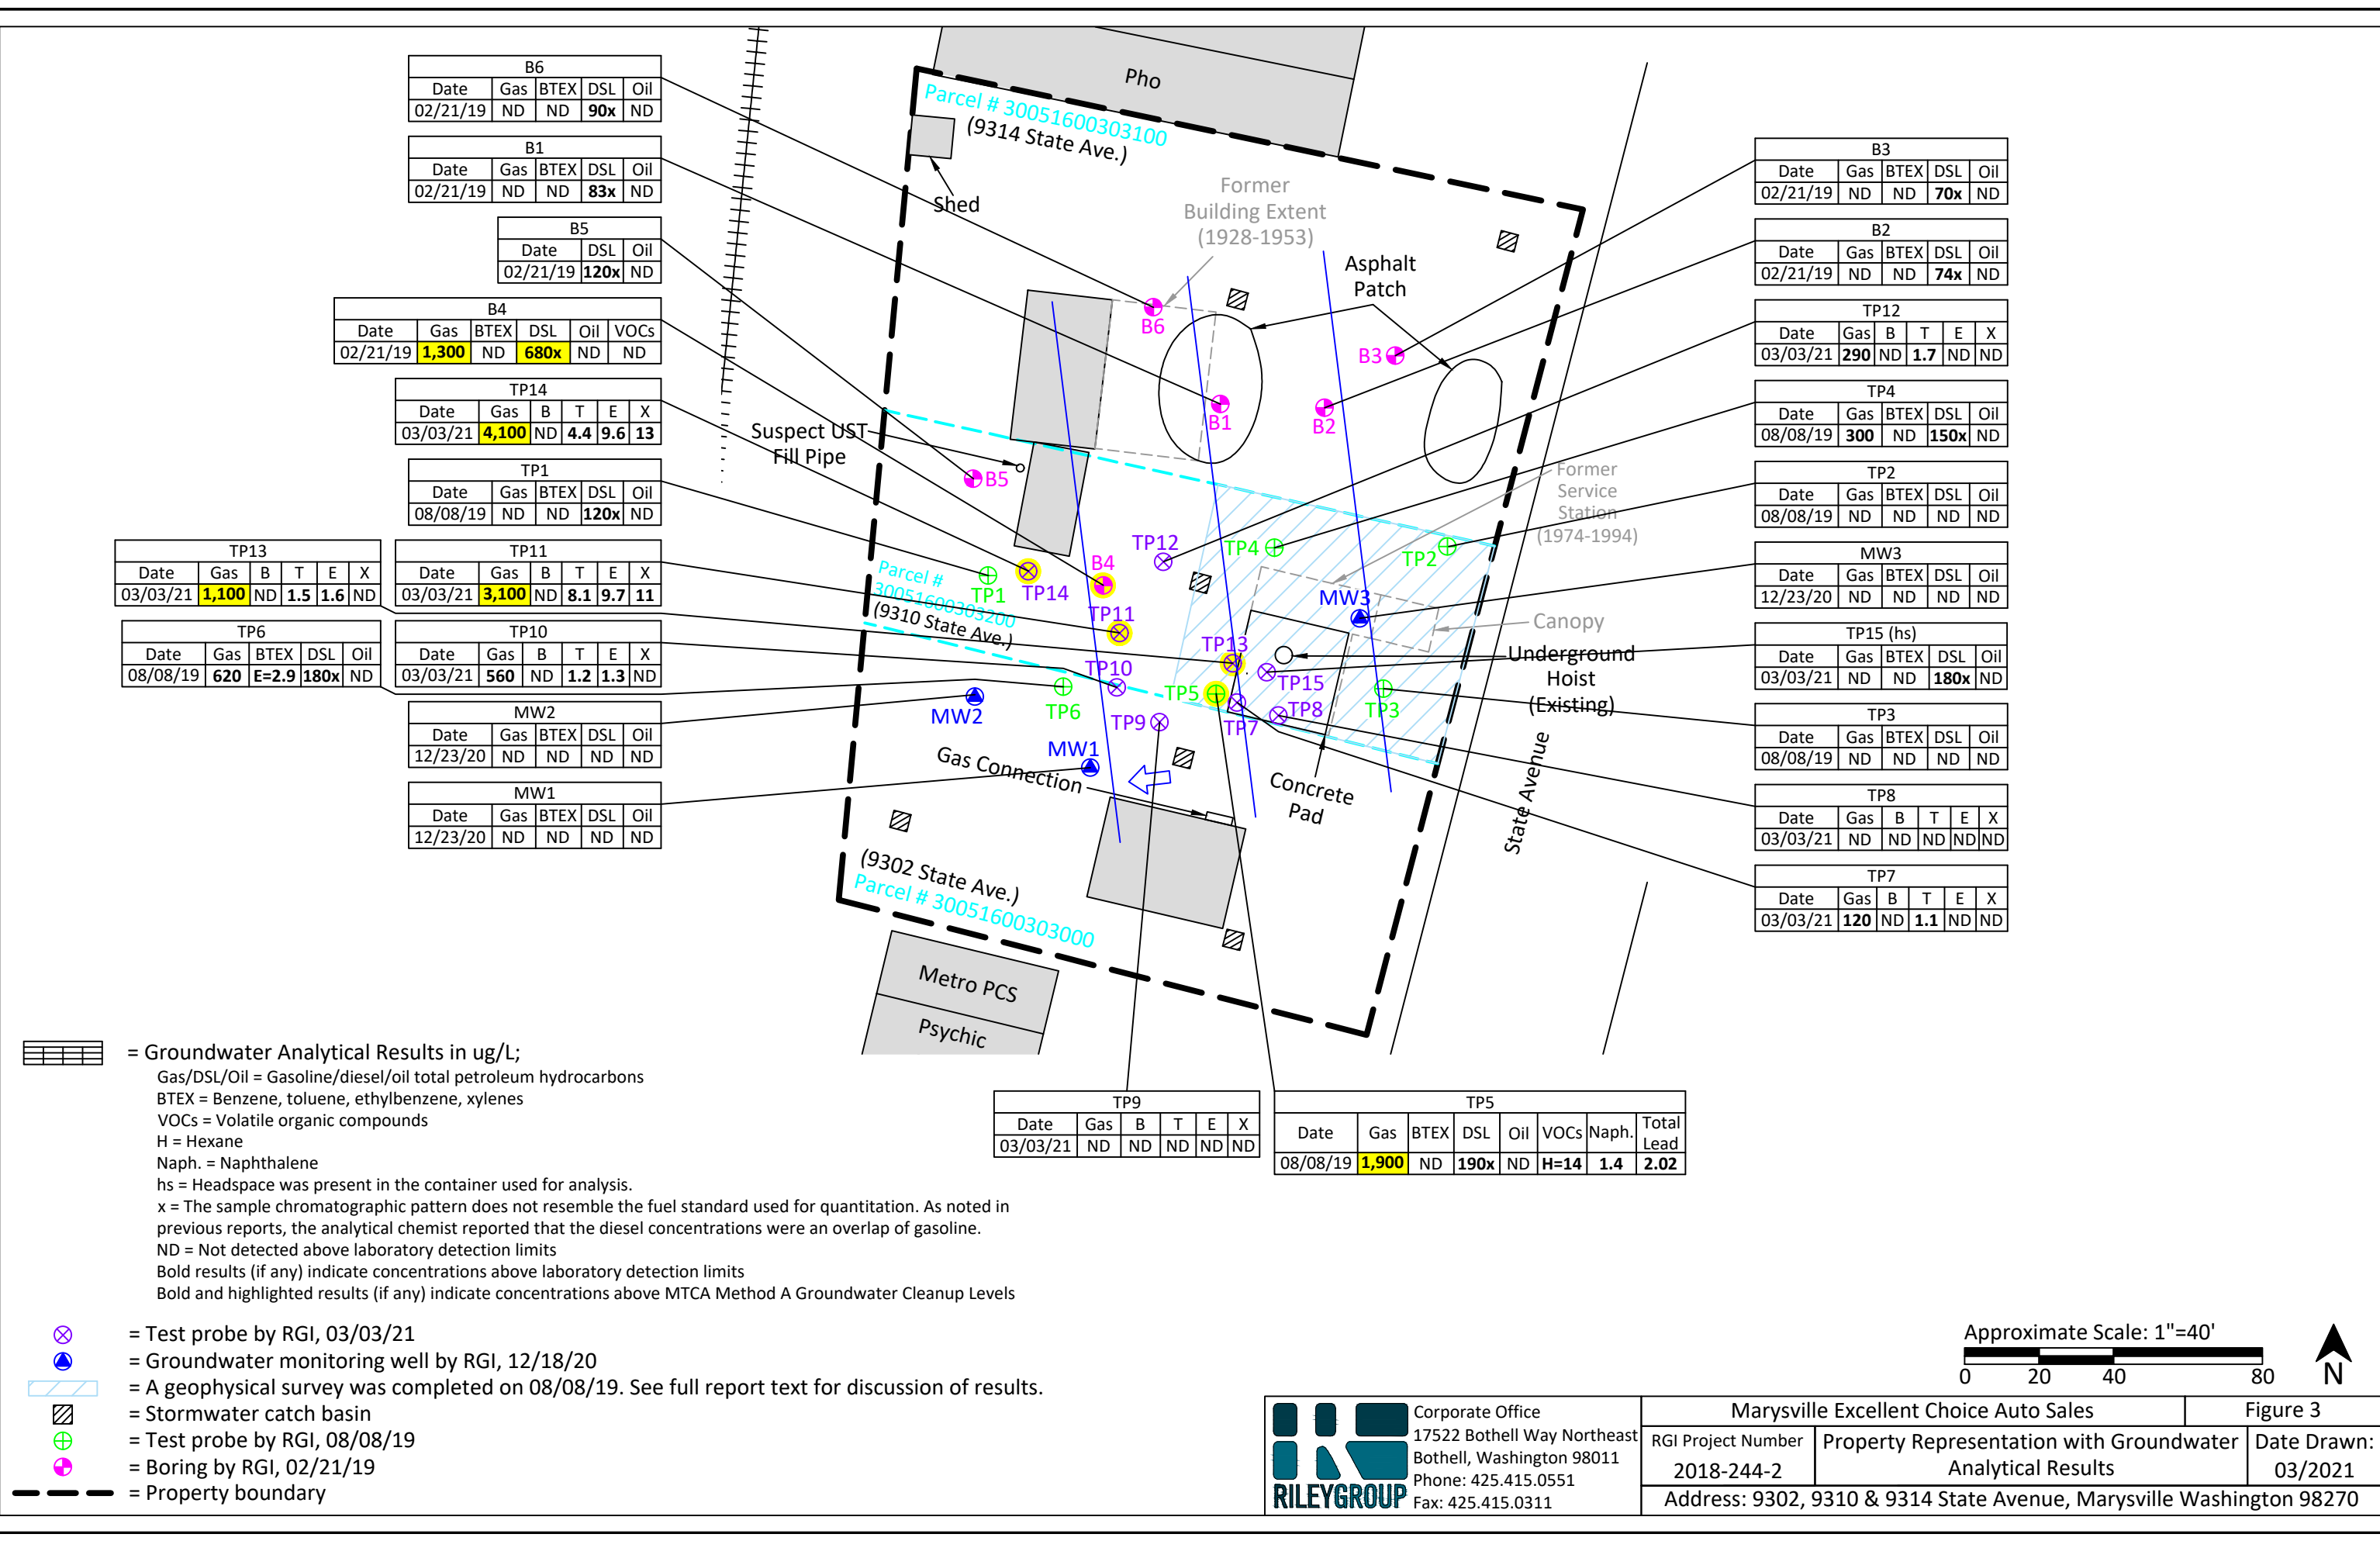 B6
Date Gas BTEX DSL Oil
02/21/19 ND ND 90x ND
B1
Date Gas BTEX DSL Oil
02/21/19 ND ND 83x ND
B5
Date DSL Oil
02/21/19 120x ND
B4
Date Gas BTEX DSL Oil VOCs
02/21/19 1,300 ND 680x ND ND
TP14
Date Gas B T E X
03/03/21 4,100 ND 4.4 9.6 13
TP1
Date Gas BTEX DSL Oil
08/08/19 ND ND 120x ND
TP13
Date Gas B T E X
03/03/21 1,100 ND 1.5 1.6 ND
TP11
Date Gas B T E X
03/03/21 3,100 ND 8.1 9.7 11
TP6
Date Gas BTEX DSL Oil
08/08/19 620 E=2.9 180x ND
TP10
Date Gas B T E X
03/03/21 560 ND 1.2 1.3 ND
MW2
Date Gas BTEX DSL Oil
12/23/20 ND ND ND ND
MW1
Date Gas BTEX DSL Oil
12/23/20 ND ND ND ND
Pho
Parcel # 30051600303100
(9314 State Ave.)
Shed
Former
Building Extent
(1928-1953)
Asphalt
Patch
B6
B3
B1
B2
Suspect UST
Fill Pipe
B5
Former
Service
Station
(1974-1994)
TP12
TP4
TP2
B4
TP1
TP14
Parcel #
30051600303200
(9310 State Ave.)
TP11
MW3
Canopy
TP13
Underground
Hoist
(Existing)
TP10
TP15
TP5
TP6
TP3
MW2
TP9
TP7
TP8
MW1
Gas Connection
Concrete
Pad
State Avenue
(9302 State Ave.)
Parcel # 30051600303000
Metro PCS
Psychic
B3
Date Gas BTEX DSL Oil
02/21/19 ND ND 70x ND
B2
Date Gas BTEX DSL Oil
02/21/19 ND ND 74x ND
TP12
Date Gas B T E X
03/03/21 290 ND 1.7 ND ND
TP4
Date Gas BTEX DSL Oil
08/08/19 300 ND 150x ND
TP2
Date Gas BTEX DSL Oil
08/08/19 ND ND ND ND
MW3
Date Gas BTEX DSL Oil
12/23/20 ND ND ND ND
TP15 (hs)
Date Gas BTEX DSL Oil
03/03/21 ND ND 180x ND
TP3
Date Gas BTEX DSL Oil
08/08/19 ND ND ND ND
TP8
Date Gas B T E X
03/03/21 ND ND ND ND ND
TP7
Date Gas B T E X
03/03/21 120 ND 1.1 ND ND
TP9
Date Gas B T E X
03/03/21 ND ND ND ND ND
TP5
Date Gas BTEX DSL Oil VOCs Naph. Total Lead
08/08/19 1,900 ND 190x ND H=14 1.4 2.02
= Groundwater Analytical Results in ug/L;
Gas/DSL/Oil = Gasoline/diesel/oil total petroleum hydrocarbons
BTEX = Benzene, toluene, ethylbenzene, xylenes
VOCs = Volatile organic compounds
H = Hexane
Naph. = Naphthalene
hs = Headspace was present in the container used for analysis.
x = The sample chromatographic pattern does not resemble the fuel standard used for quantitation. As noted in
previous reports, the analytical chemist reported that the diesel concentrations were an overlap of gasoline.
ND = Not detected above laboratory detection limits
Bold results (if any) indicate concentrations above laboratory detection limits
Bold and highlighted results (if any) indicate concentrations above MTCA Method A Groundwater Cleanup Levels
= Test probe by RGI, 03/03/21
= Groundwater monitoring well by RGI, 12/18/20
= A geophysical survey was completed on 08/08/19. See full report text for discussion of results.
= Stormwater catch basin
= Test probe by RGI, 08/08/19
= Boring by RGI, 02/21/19
= Property boundary
Approximate Scale: 1"=40'
0 20 40 80
N
RILEYGROUP
Corporate Office
17522 Bothell Way Northeast
Bothell, Washington 98011
Phone: 425.415.0551
Fax: 425.415.0311
Marysville Excellent Choice Auto Sales
Figure 3
RGI Project Number
2018-244-2
Property Representation with Groundwater
Analytical Results
Date Drawn:
03/2021
Address: 9302, 9310 & 9314 State Avenue, Marysville Washington 98270